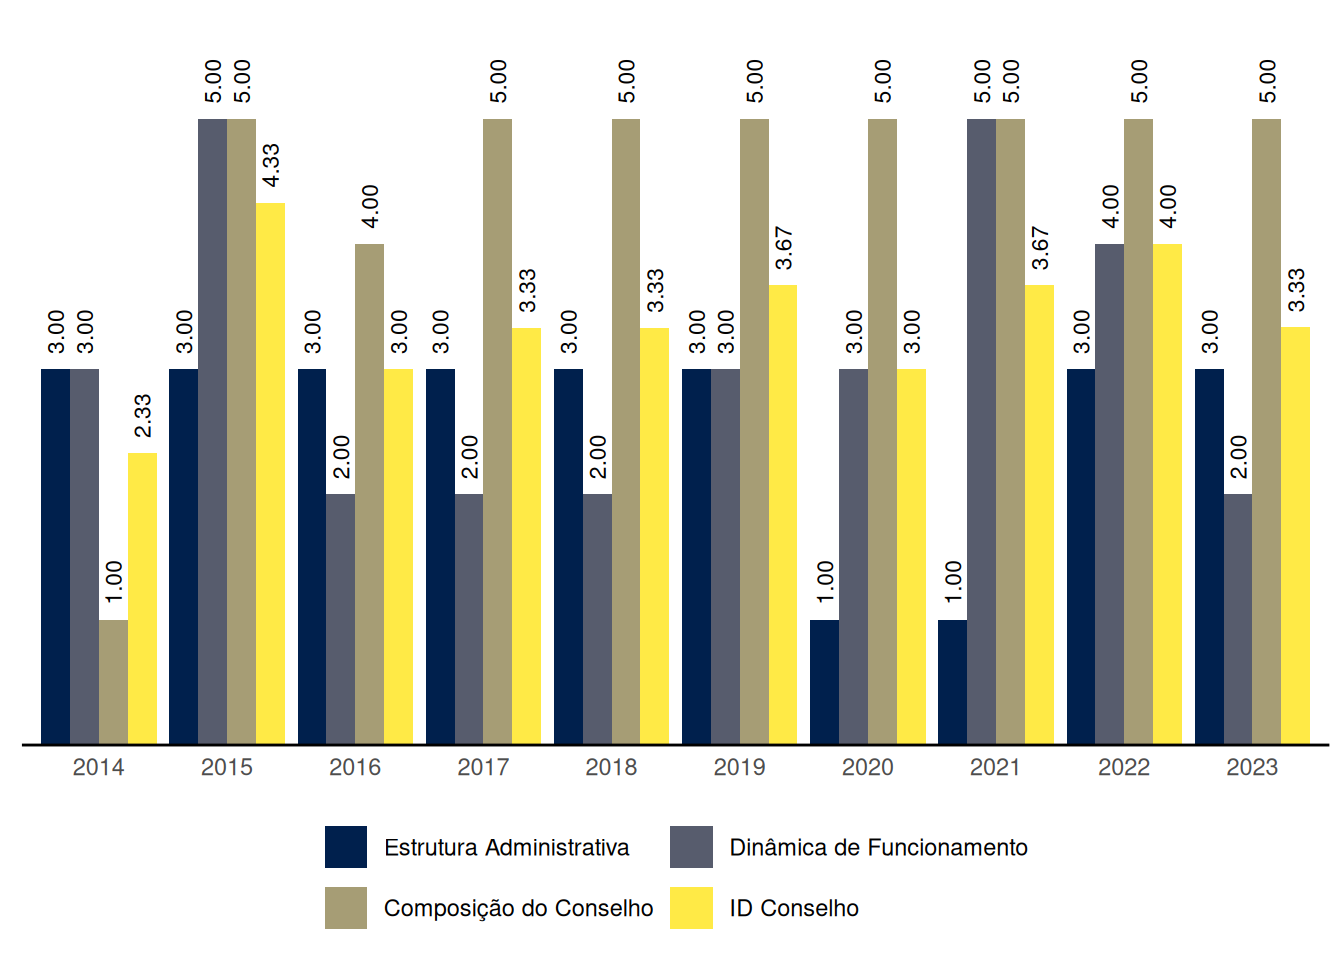 3.00 3.00 1.00 2.33
3.00 5.00 5.00 4.33
3.00 2.00 4.00 3.00
3.00 2.00 5.00 3.33
3.00 2.00 5.00 3.33
3.00 3.00 5.00 3.67
1.00 3.00 5.00 3.00
1.00 5.00 5.00 3.67
3.00 4.00 5.00 4.00
3.00 2.00 5.00 3.33
2014 2015 2016 2017 2018 2019 2020 2021 2022 2023
Estrutura Administrativa Dinâmica de Funcionamento
Composição do Conselho ID Conselho